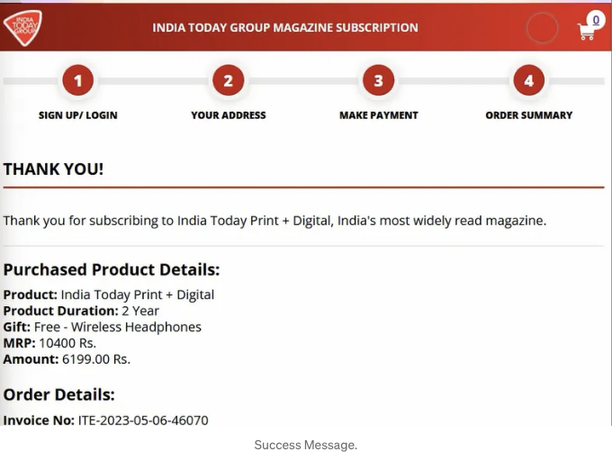 INDIA
TODAY
GROUP
INDIA TODAY GROUP MAGAZINE SUBSCRIPTION
0
1
2
3
4
SIGN UP/ LOGIN
YOUR ADDRESS
MAKE PAYMENT
ORDER SUMMARY
THANK YOU!
Thank you for subscribing to India Today Print + Digital, India's most widely read magazine.
Purchased Product Details:
Product: India Today Print + Digital
Product Duration: 2 Year
Gift: Free - Wireless Headphones
MRP: 10400 Rs.
Amount: 6199.00 Rs.
Order Details:
Invoice No: ITE-2023-05-06-46070
Success Message.